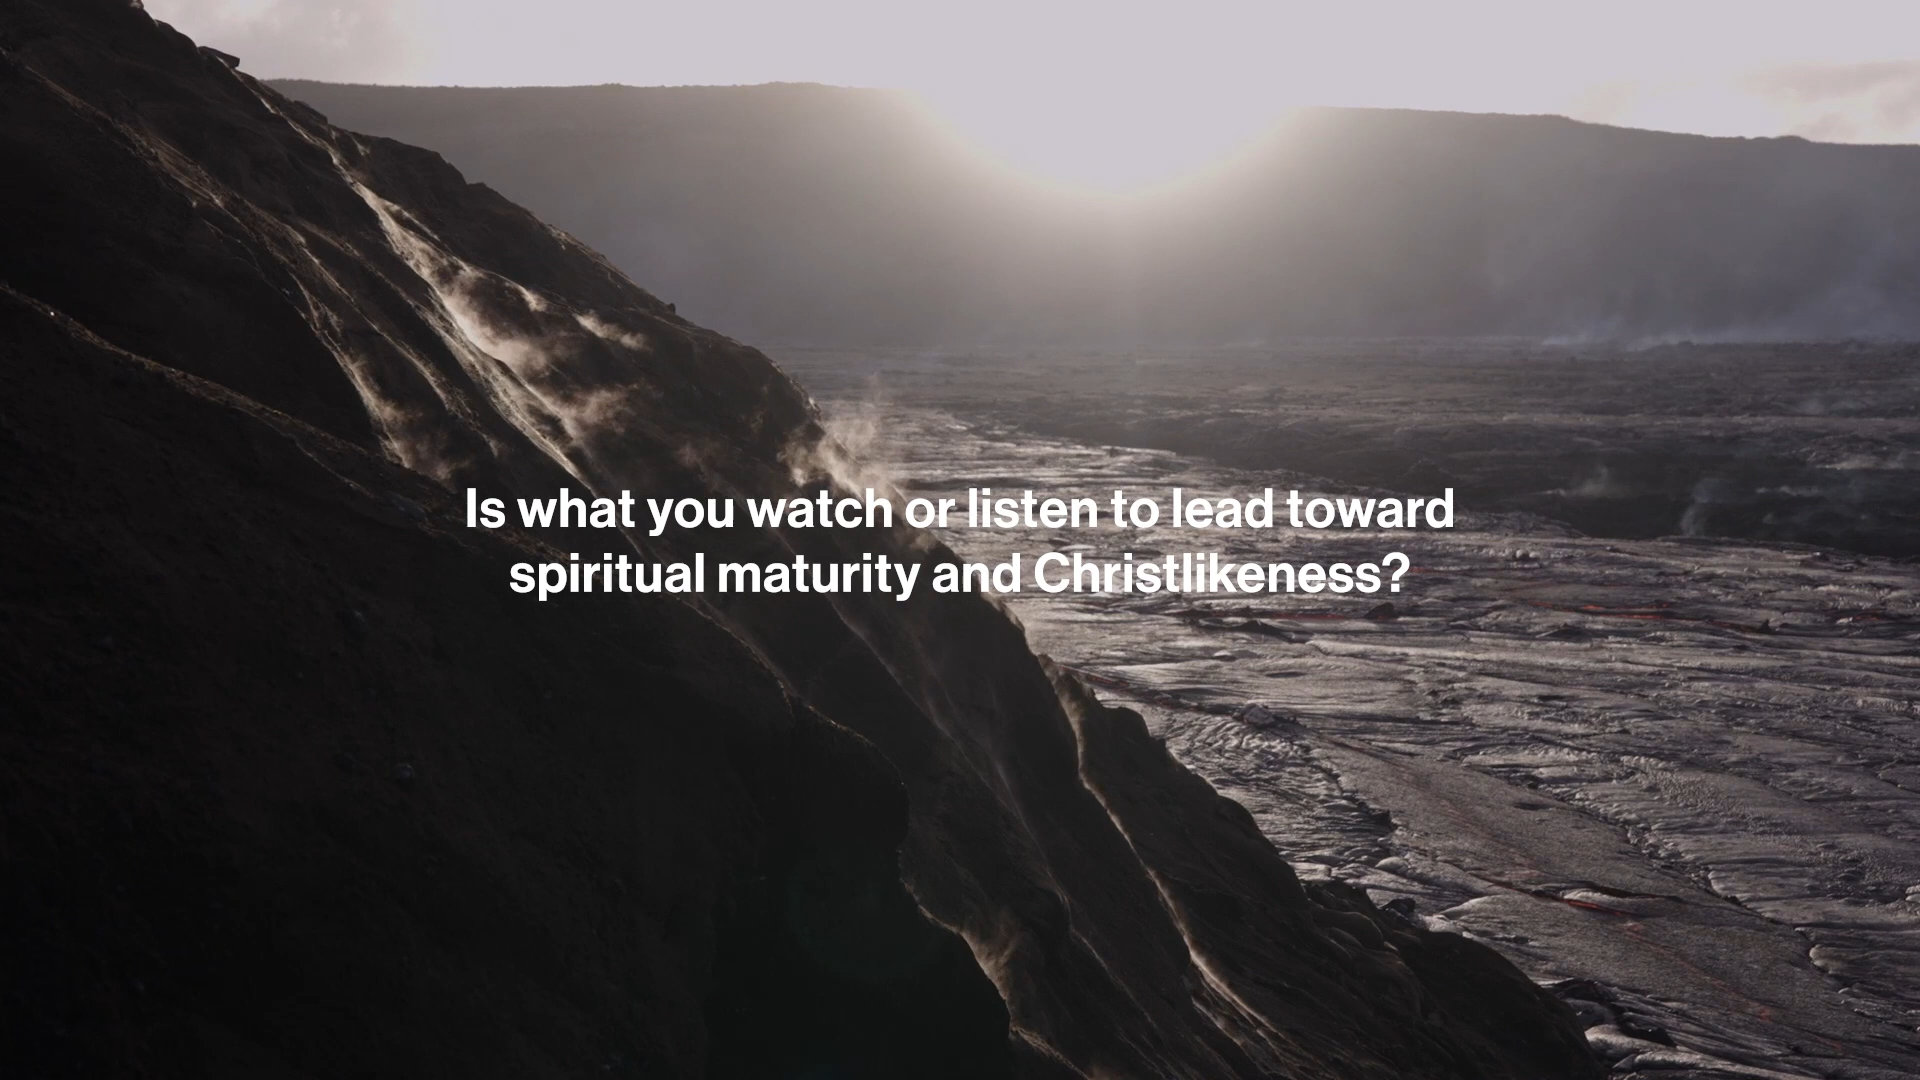 Is what you watch or listen to lead toward
spiritual maturity and Christlikeness?